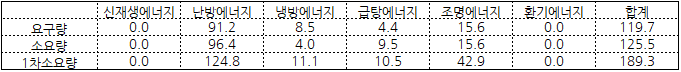 신재생에너지 난방에너지 냉방에너지 급탕에너지 조명에너지 환기에너지 합계
요구량 0.0 91.2 8.5 4.4 15.6 0.0 119.7
소요량 0.0 96.4 4.0 9.5 15.6 0.0 125.5
1차소요량 0.0 124.8 11.1 10.5 42.9 0.0 189.3